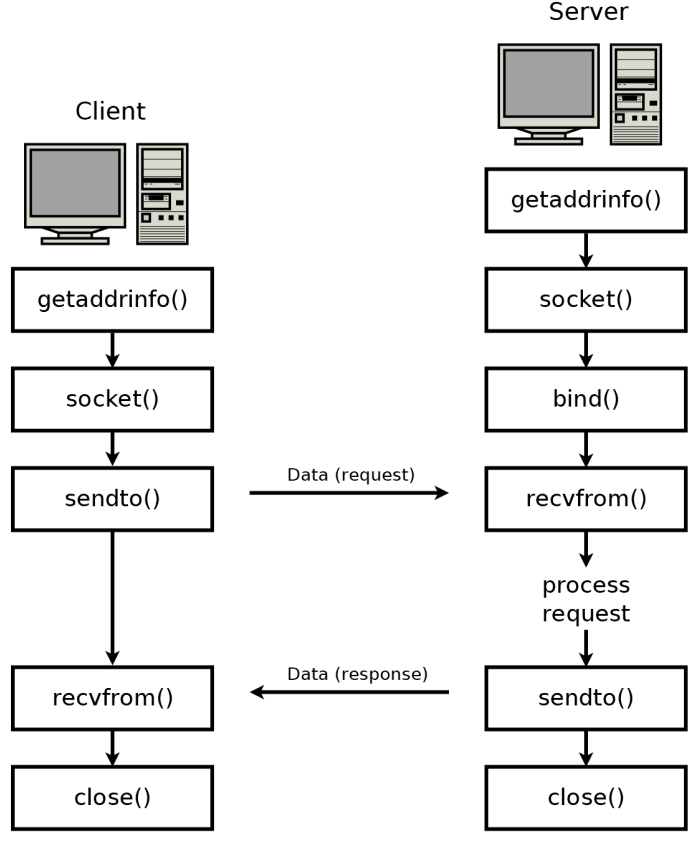 Server
Client
getaddrinfo()
getaddrinfo()
socket()
socket()
bind()
sendto()
Data (request)
recvfrom()
process
request
recvfrom()
Data (response)
sendto()
close()
close()